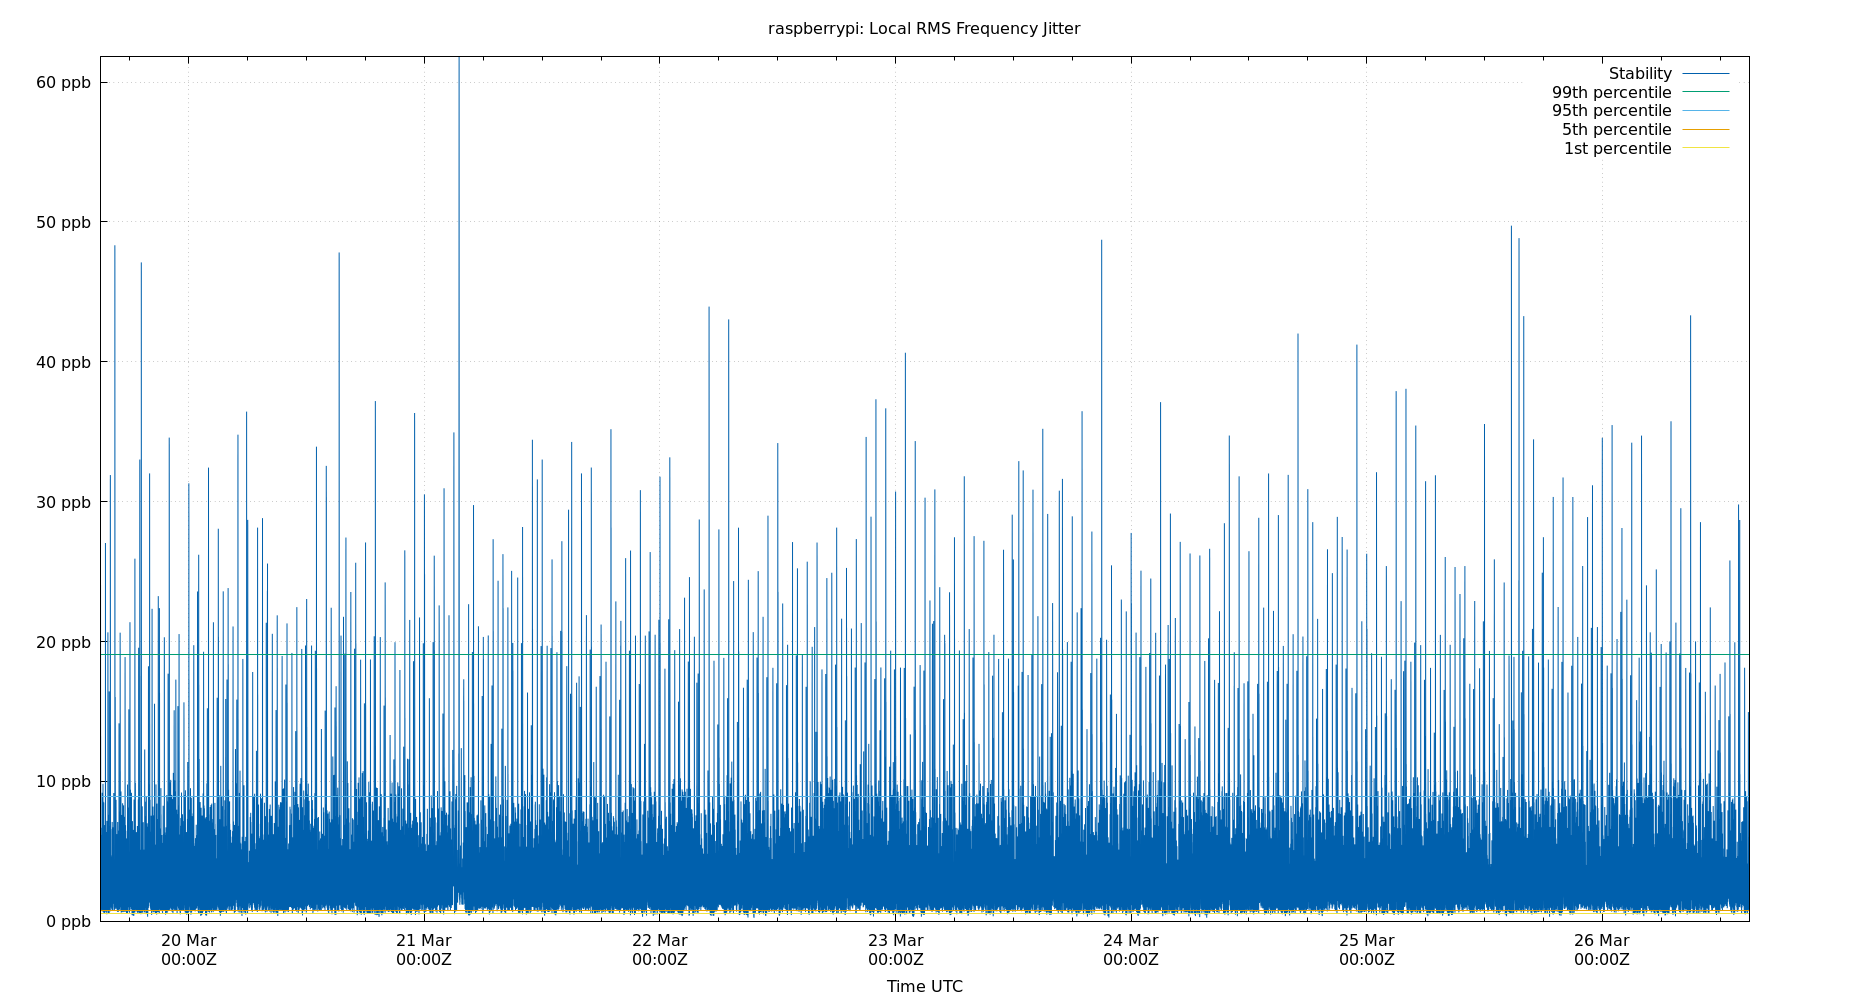 raspberrypi: Local RMS Frequency Jitter
60 ppb
50 ppb
40 ppb
30 ppb
20 ppb
10 ppb
0 ppb
Stability
99th percentile
95th percentile
5th percentile
1st percentile
20 Mar
00:00Z
21 Mar
00:00Z
22 Mar
00:00Z
23 Mar
00:00Z
24 Mar
00:00Z
25 Mar
00:00Z
26 Mar
00:00Z
Time UTC